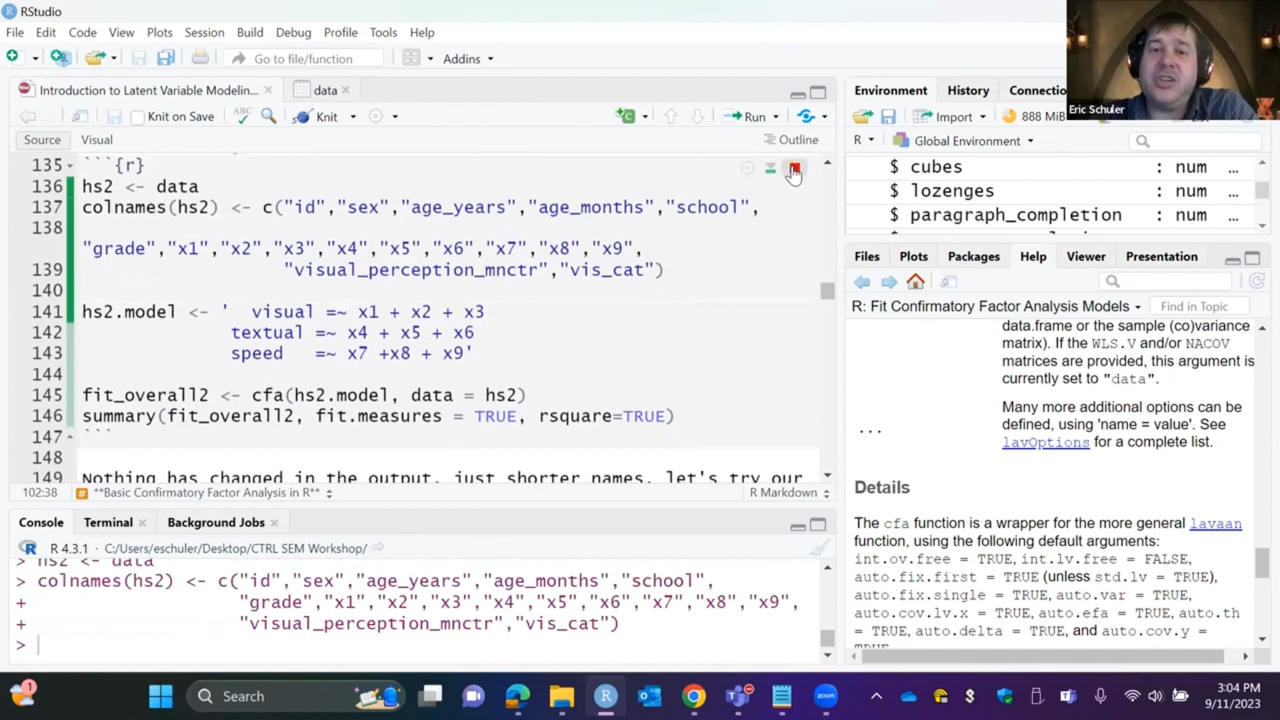 RStudio
File Edit Code View Plots Session Build Debug Profile Tools Help
Go to file/function Addins
Introduction to Latent Variable Modelin... data
Knit on Save ABC Knit Run
Source Visual Outline
135 ```{r}
136 hs2 <- data
137 colnames(hs2) <- c("id","sex","age_years","age_months","school",
138
"grade","x1","x2","x3","x4","x5","x6","x7","x8","x9",
139 "visual_perception_mnctr","vis_cat")
140
141 hs2.model <- ' visual =~ x1 + x2 + x3
142 textual =~ x4 + x5 + x6
143 speed =~ x7 +x8 + x9'
144
145 fit_overall2 <- cfa(hs2.model, data = hs2)
146 summary(fit_overall2, fit.measures = TRUE, rsquare=TRUE)
147 ```
148
149 Nothing has changed in the output, just shorter names, let's try our
102:38 **Basic Confirmatory Factor Analysis in R** R Markdown
Console Terminal Background Jobs
R 4.3.1 · C:/Users/eschuler/Desktop/CTRL SEM Workshop/
> hs2 <- data
> colnames(hs2) <- c("id","sex","age_years","age_months","school",
+ "grade","x1","x2","x3","x4","x5","x6","x7","x8","x9",
+ "visual_perception_mnctr","vis_cat")
>
Environment History Connectio
Eric Schuler
Import 888 MiB
R Global Environment
$ cubes : num ...
$ lozenges : num ...
$ paragraph_completion : num ...
Files Plots Packages Help Viewer Presentation
R: Fit Confirmatory Factor Analysis Models Find in Topic
data.frame or the sample (co)variance
matrix). If the WLS.V and/or NACOV
matrices are provided, this argument is
currently set to "data".
Many more additional options can be
... defined, using 'name = value'. See
lavOptions for a complete list.
Details
The cfa function is a wrapper for the more general lavaan
function, using the following default arguments:
int.ov.free = TRUE, int.lv.free = FALSE,
auto.fix.first = TRUE (unless std.lv = TRUE),
auto.fix.single = TRUE, auto.var = TRUE,
auto.cov.lv.x = TRUE, auto.efa = TRUE, auto.th
= TRUE, auto.delta = TRUE, and auto.cov.y =
TRUE
1 Search zoom
3:04 PM
9/11/2023